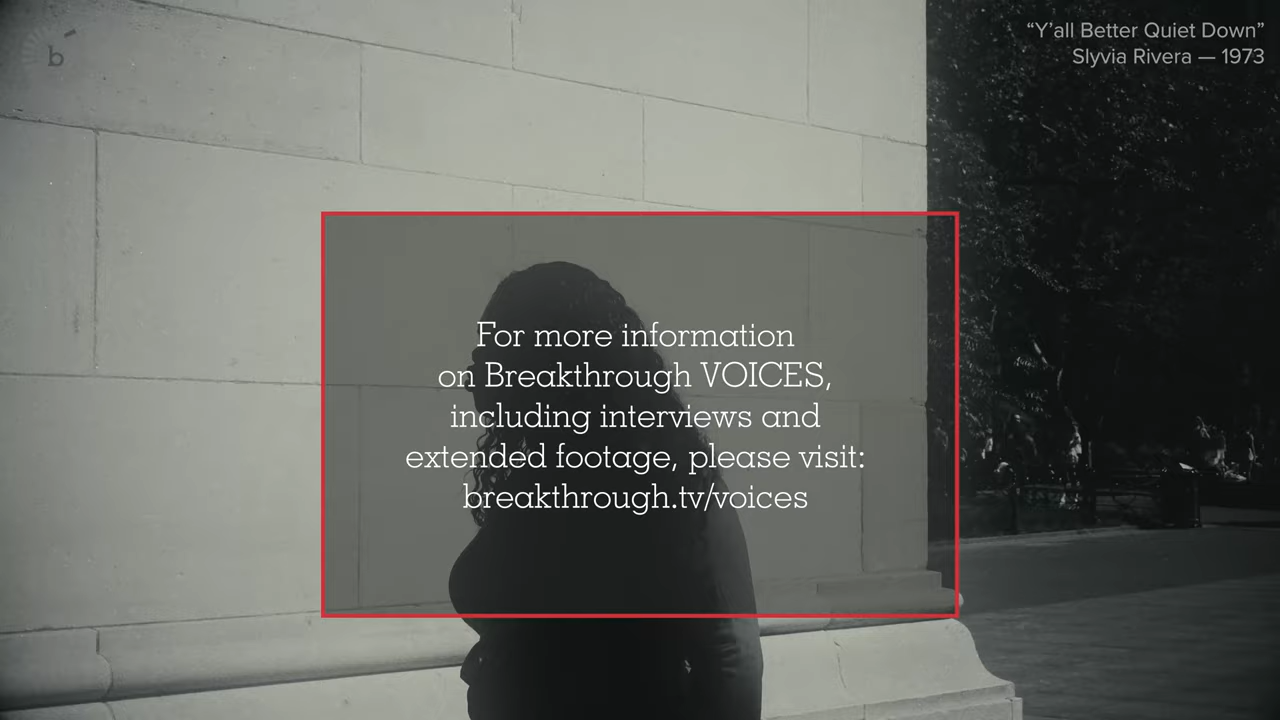 “Y’all Better Quiet Down”
Slyvia Rivera — 1973
b
For more information
on Breakthrough VOICES,
including interviews and
extended footage, please visit:
breakthrough.tv/voices